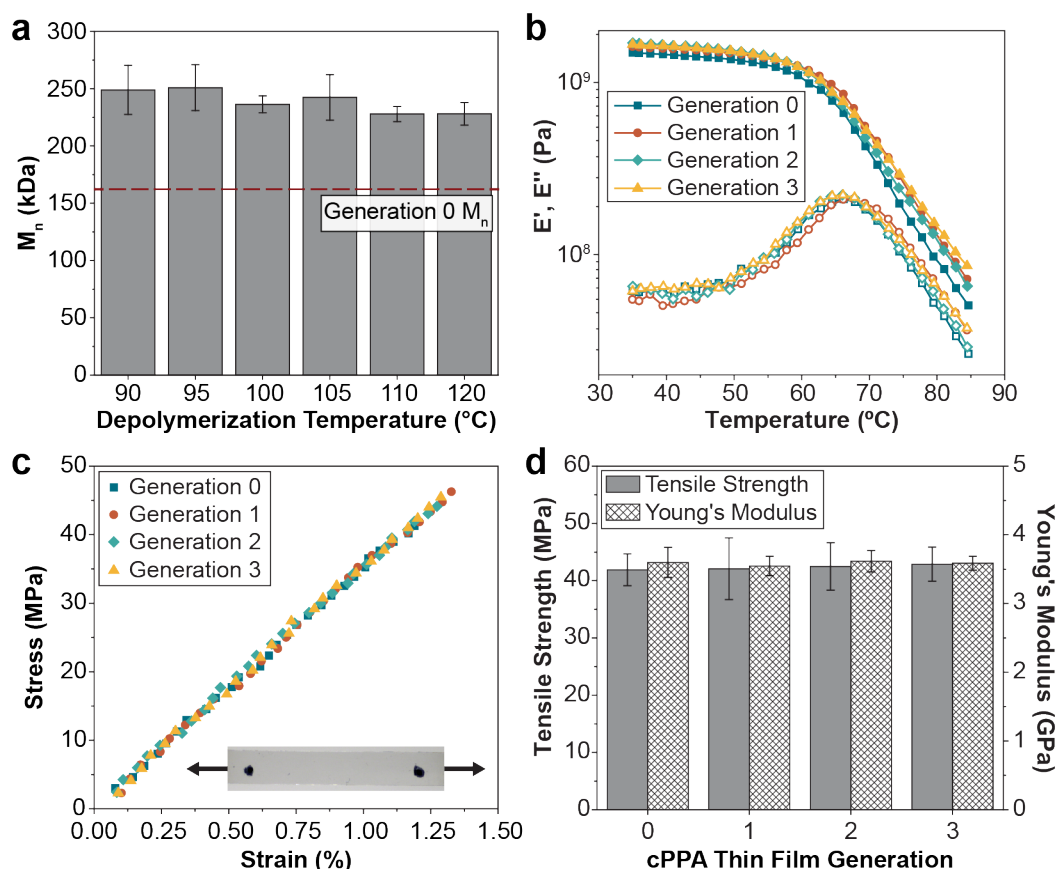 a
300
250
200
150
100
50
0
Mn (kDa)
Generation 0 Mn
90 95 100 105 110 120
Depolymerization Temperature (°C)
b
10⁹
10⁸
E', E'' (Pa)
Generation 0
Generation 1
Generation 2
Generation 3
30 40 50 60 70 80 90
Temperature (ºC)
c
50
40
30
20
10
0
Stress (MPa)
Generation 0
Generation 1
Generation 2
Generation 3
0.00 0.25 0.50 0.75 1.00 1.25 1.50
Strain (%)
d
60
50
40
30
20
10
0
Tensile Strength (MPa)
Tensile Strength
Young's Modulus
5
4
3
2
1
0
Young's Modulus (GPa)
0 1 2 3
cPPA Thin Film Generation